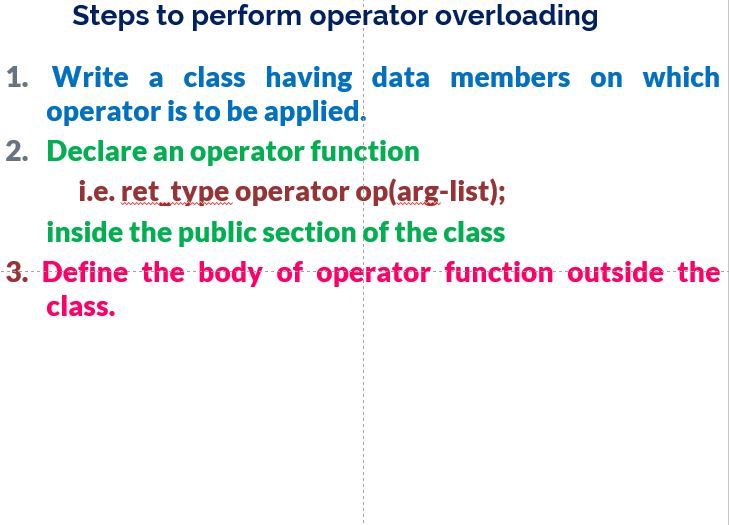 Steps to perform operator overloading
1. Write a class having data members on which
operator is to be applied.
2. Declare an operator function
i.e. ret_type operator op(arg-list);
inside the public section of the class
3. Define the body of operator function outside the
class.